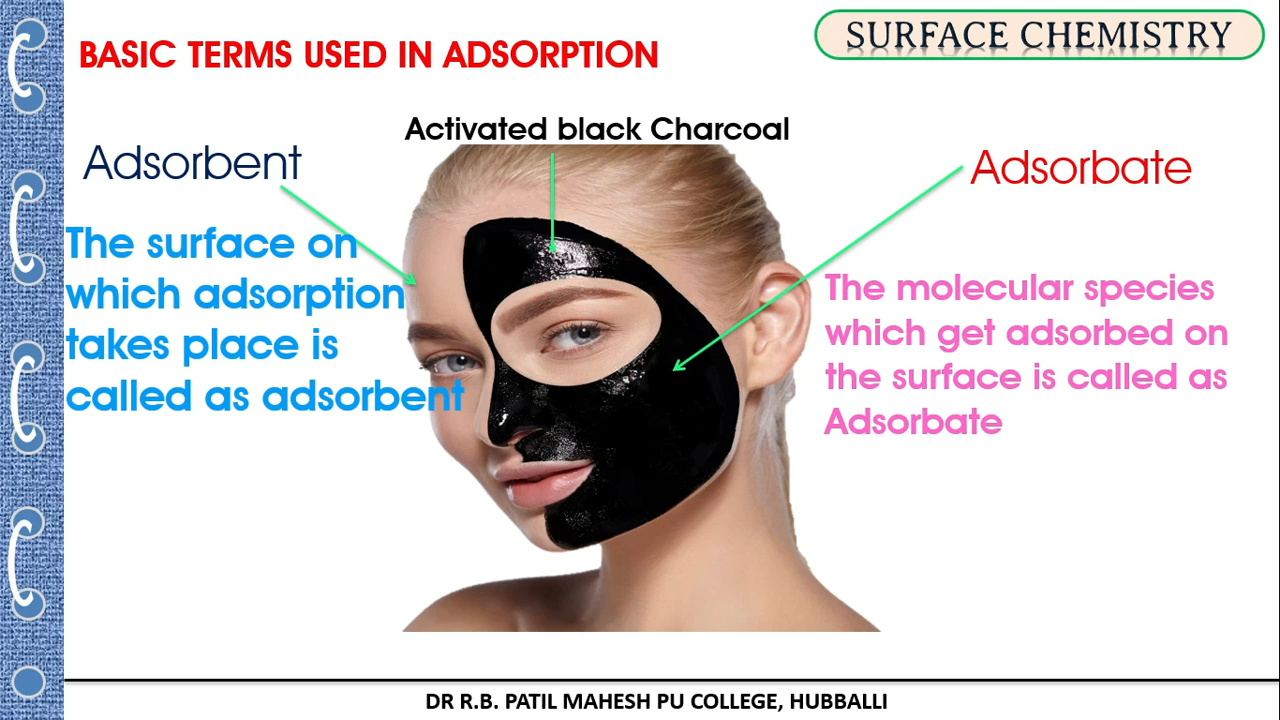 SURFACE CHEMISTRY
BASIC TERMS USED IN ADSORPTION
Activated black Charcoal
Adsorbent
The surface on
which adsorption
takes place is
called as adsorbent
Adsorbate
The molecular species
which get adsorbed on
the surface is called as
Adsorbate
DR R.B. PATIL MAHESH PU COLLEGE, HUBBALLI